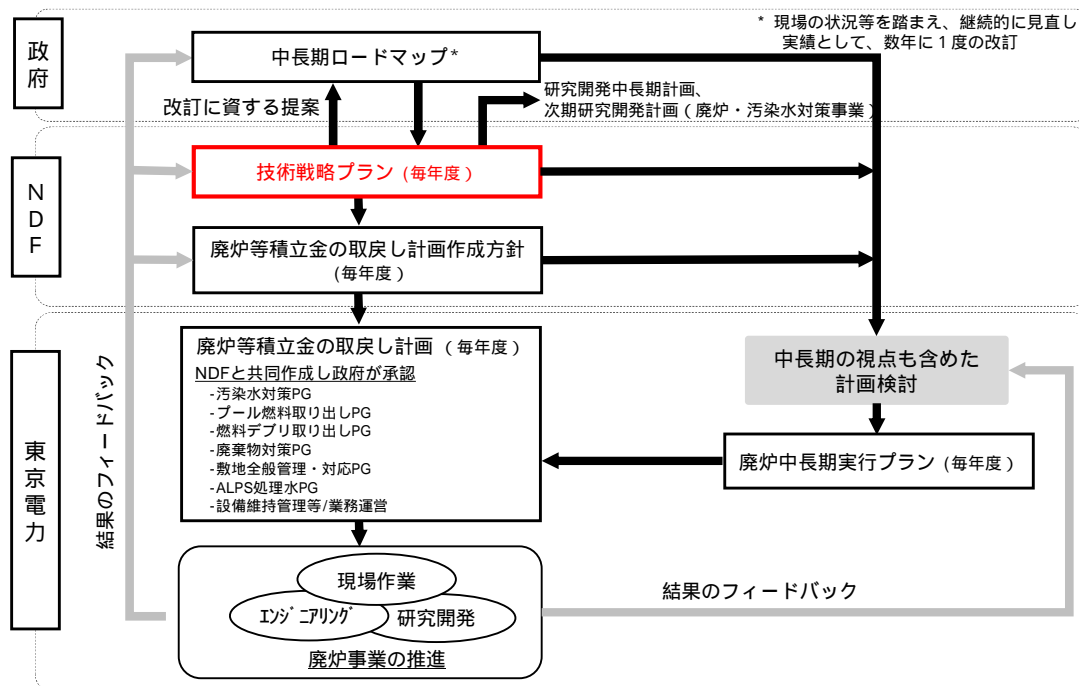 政府
中長期ロードマップ*
* 現場の状況等を踏まえ、継続的に見直し
実績として、数年に1度の改訂
改訂に資する提案
研究開発中長期計画、
次期研究開発計画(廃炉・汚染水対策事業)
NDF
技術戦略プラン(毎年度)
廃炉等積立金の取戻し計画作成方針
(毎年度)
東京電力
結果のフィードバック
廃炉等積立金の取戻し計画(毎年度)
NDFと共同作成し政府が承認
-汚染水対策PG
-プール燃料取り出しPG
-燃料デブリ取り出しPG
-廃棄物対策PG
-敷地全般管理・対応PG
-ALPS処理水PG
-設備維持管理等/業務運営
中長期の視点も含めた
計画検討
廃炉中長期実行プラン(毎年度)
現場作業
エンジニアリング
研究開発
廃炉事業の推進
結果のフィードバック